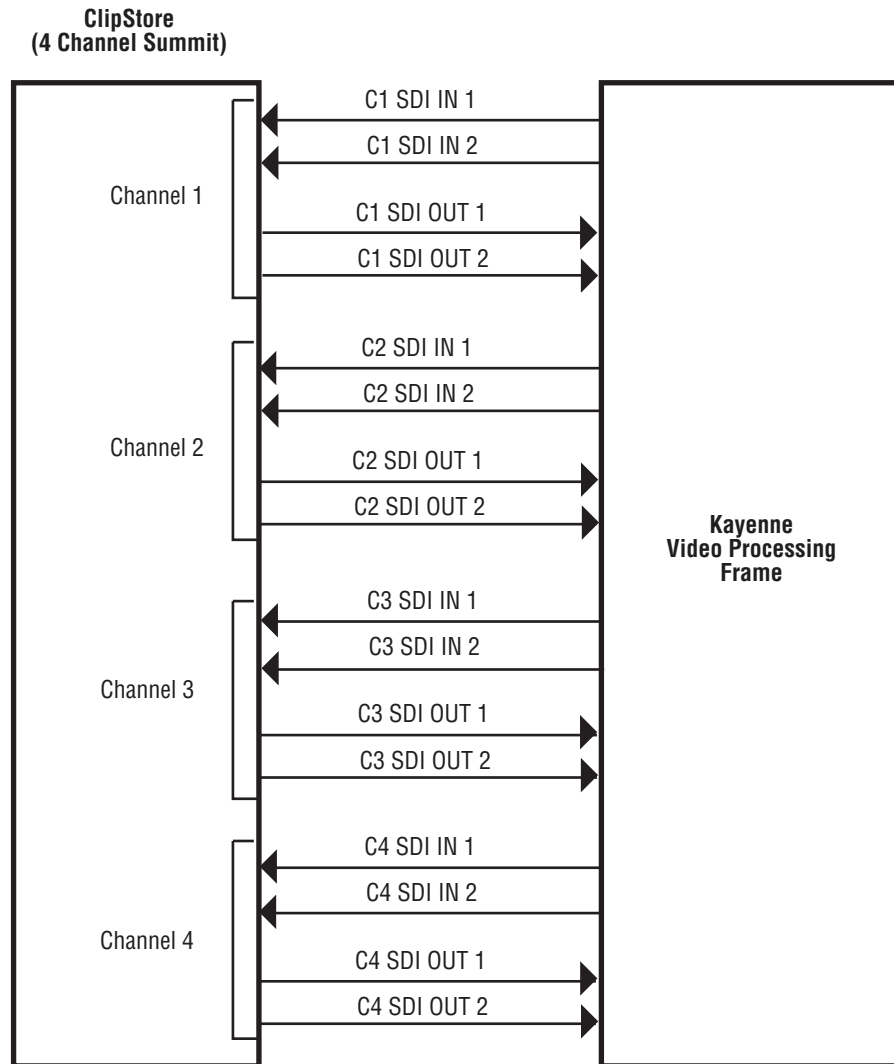 ClipStore
(4 Channel Summit)
C1 SDI IN 1
C1 SDI IN 2
Channel 1
C1 SDI OUT 1
C1 SDI OUT 2
C2 SDI IN 1
C2 SDI IN 2
Channel 2
C2 SDI OUT 1
C2 SDI OUT 2
Kayenne
Video Processing
Frame
C3 SDI IN 1
C3 SDI IN 2
Channel 3
C3 SDI OUT 1
C3 SDI OUT 2
C4 SDI IN 1
C4 SDI IN 2
Channel 4
C4 SDI OUT 1
C4 SDI OUT 2